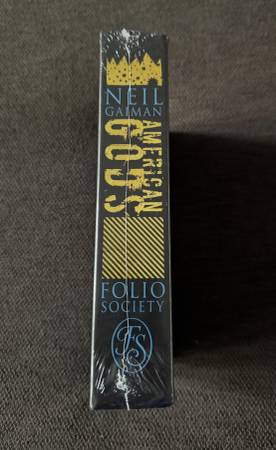 NEIL
GAIMAN
AMERICAN
GODS
FOLIO
SOCIETY
FS